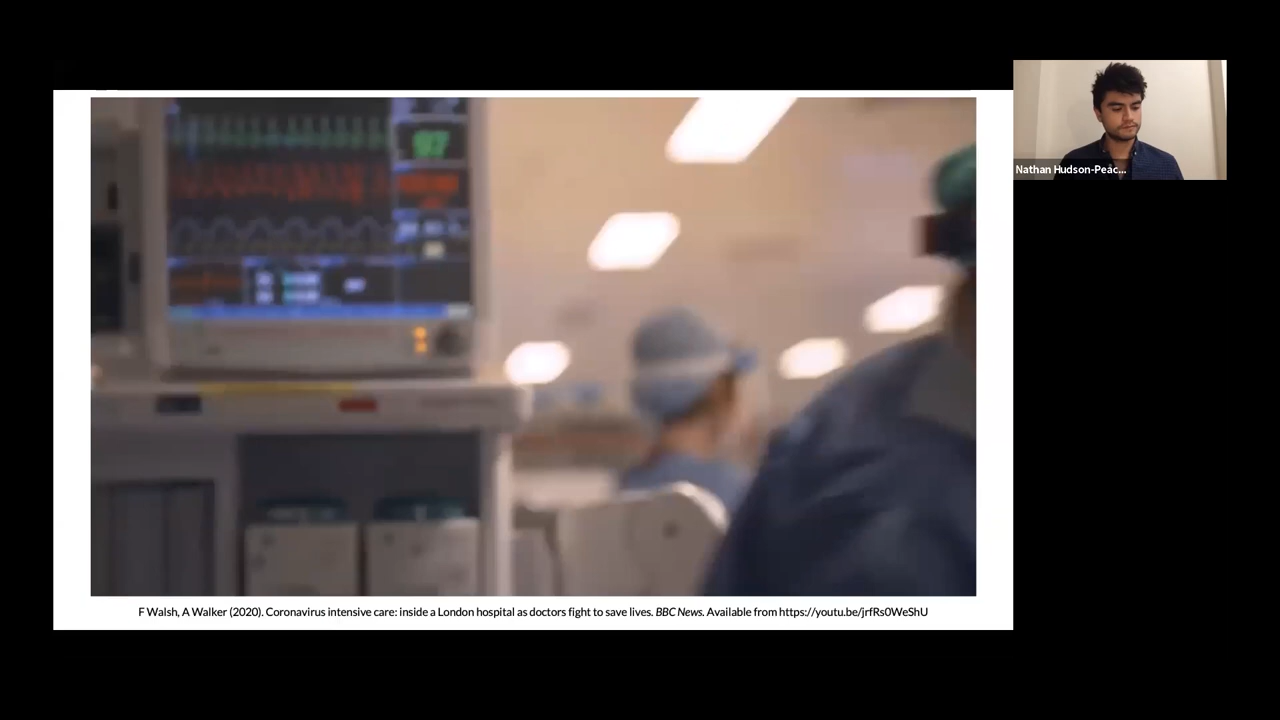 97
Nathan Hudson-Peac...
F Walsh, A Walker (2020). Coronavirus intensive care: inside a London hospital as doctors fight to save lives. BBC News. Available from https://youtu.be/jrfRs0WeShU